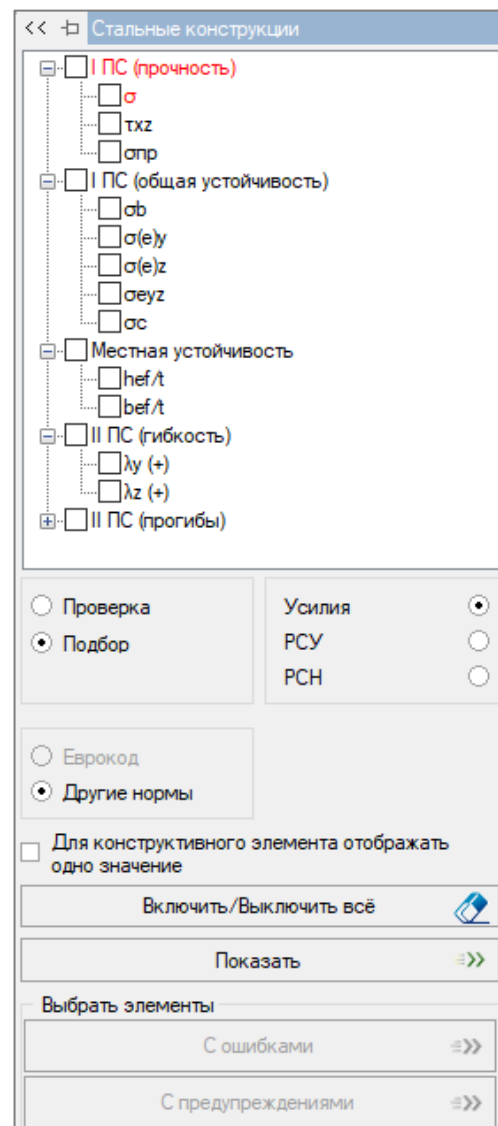 << Стальные конструкции
I ПС (прочность)
σ
τxz
σпр
I ПС (общая устойчивость)
σb
σ(e)y
σ(e)z
σeyz
σc
Местная устойчивость
hef/t
bef/t
II ПС (гибкость)
λy (+)
λz (+)
II ПС (прогибы)
Проверка
Подбор
Усилия
РСУ
РСН
Еврокод
Другие нормы
Для конструктивного элемента отображать
одно значение
Включить/Выключить всё
Показать
Выбрать элементы
С ошибками
С предупреждениями